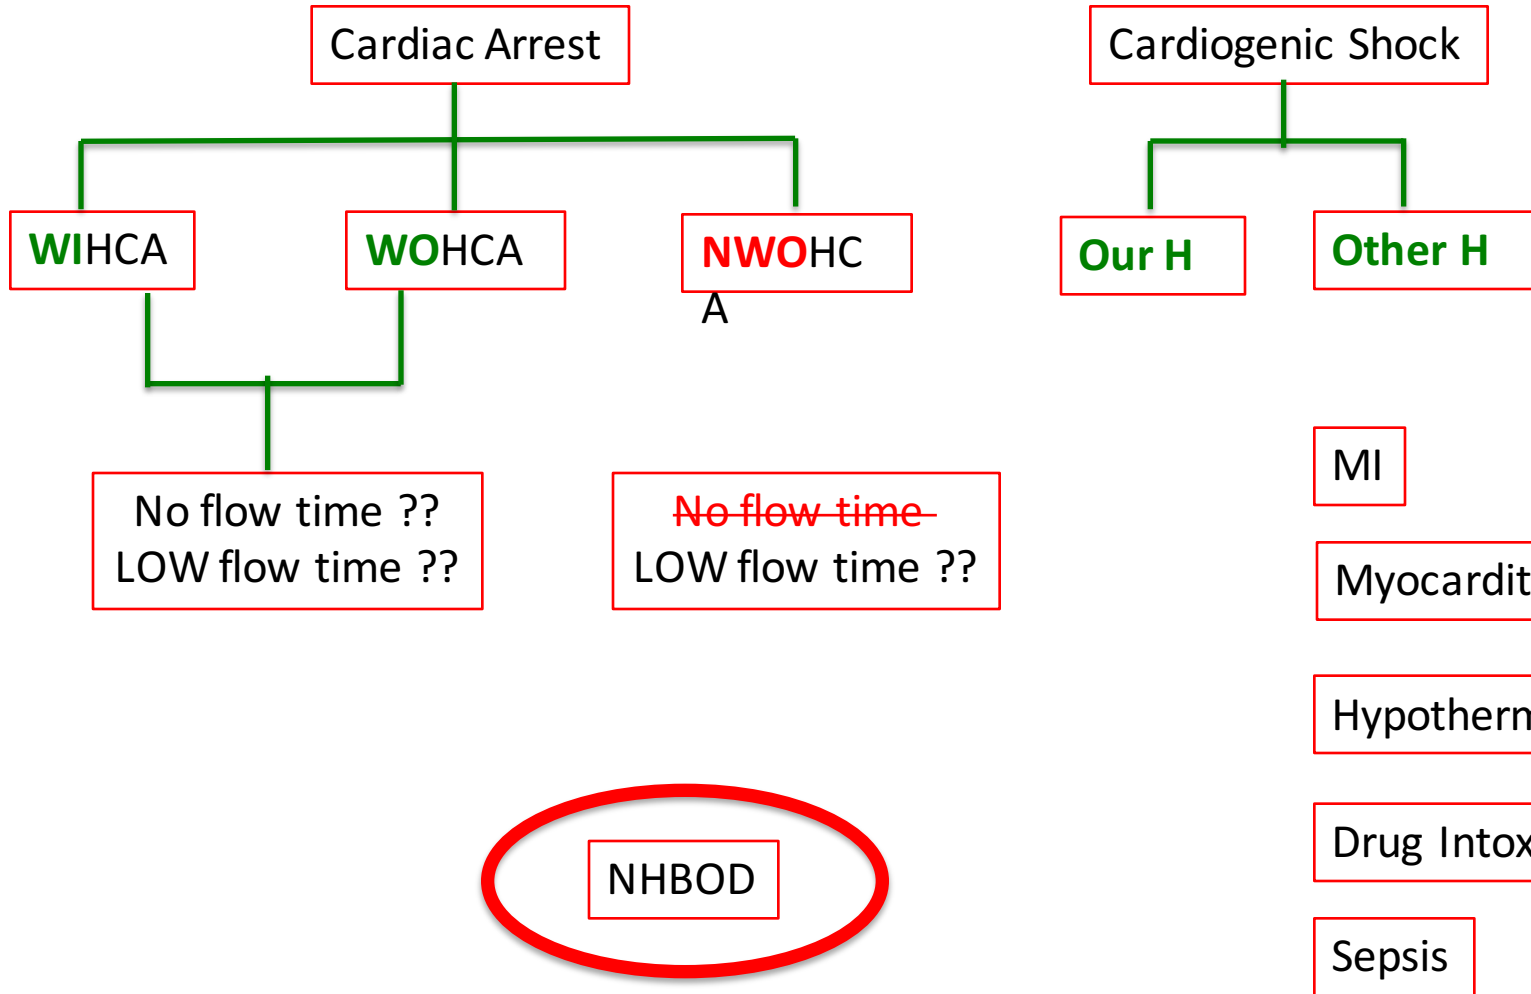 Cardiac Arrest
Cardiogenic Shock
WIHCA
WOHCA
NWOHC
A
Our H
Other H
No flow time ??
LOW flow time ??
No flow time
LOW flow time ??
MI
Myocardit
Hypotherm
Drug Intox
Sepsis
NHBOD